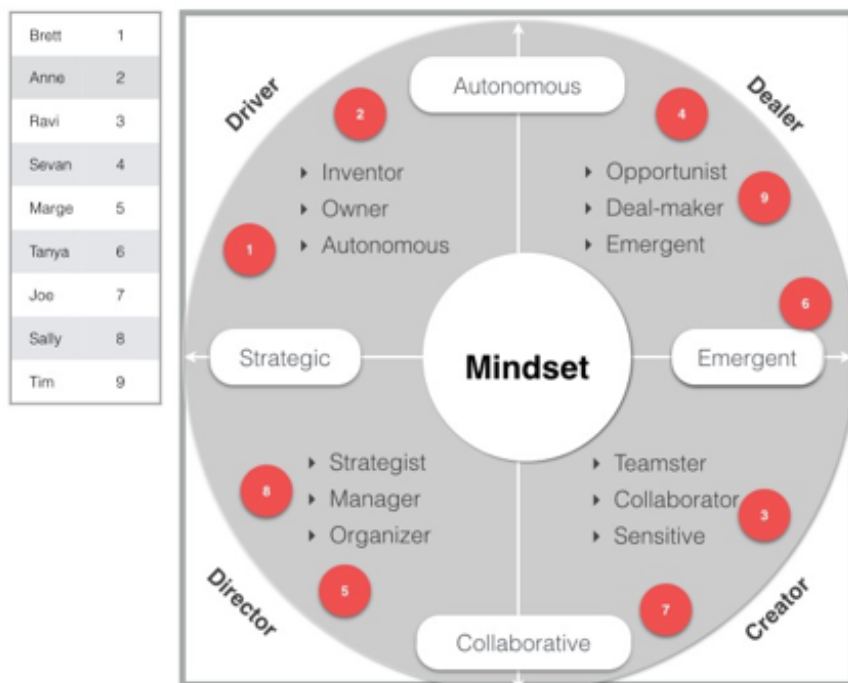 Brett 1
Anne 2
Ravi 3
Sevan 4
Marge 5
Tanya 6
Joe 7
Sally 8
Tim 9
Driver
Autonomous
Dealer
2
4
Inventor
Owner
Autonomous
1
Opportunist
Deal-maker
Emergent
9
6
Strategic
Mindset
Emergent
Strategist
Manager
Organizer
8
5
Teamster
Collaborator
Sensitive
3
7
Director
Collaborative
Creator